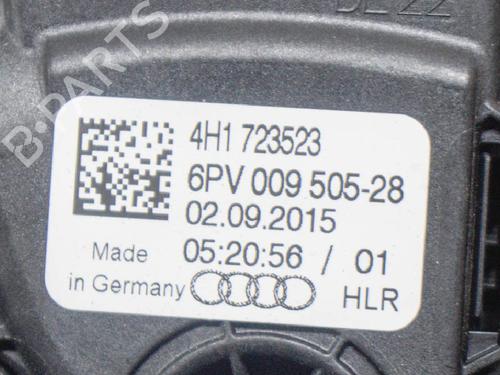 B-PARTS
4H1 723523
6PV 009 505-28
02.09.2015
Made 05:20:56 / 01
in Germany HLR